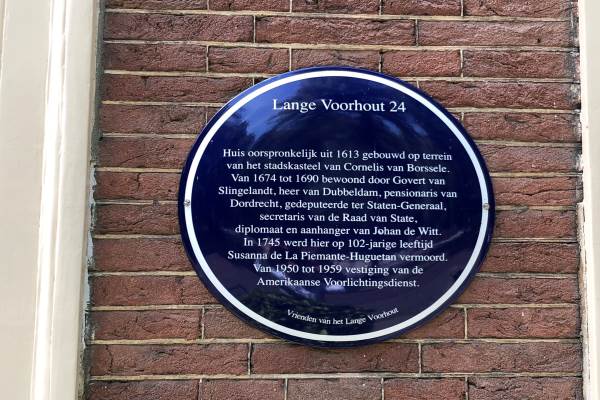 Lange Voorhout 24
Huis oorspronkelijk uit 1613 gebouwd op terrein
van het stadskasteel van Cornelis van Borssele.
Van 1674 tot 1690 bewoond door Govert van
Slingelandt, heer van Dubbeldam, pensionaris van
Dordrecht, gedeputeerde ter Staten-Generaal,
secretaris van de Raad van State,
diplomaat en aanhanger van Johan de Witt.
In 1745 werd hier op 102-jarige leeftijd
Susanna de La Piemante-Huguetan vermoord.
Van 1950 tot 1959 vestiging van de
Amerikaanse Voorlichtingsdienst.
Vrienden van het Lange Voorhout